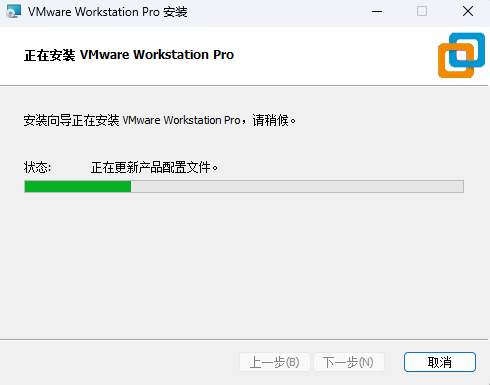 VMware Workstation Pro 安装
正在安装 VMware Workstation Pro
安装向导正在安装 VMware Workstation Pro，请稍候。
状态: 正在更新产品配置文件。
上一步(B) 下一步(N) 取消